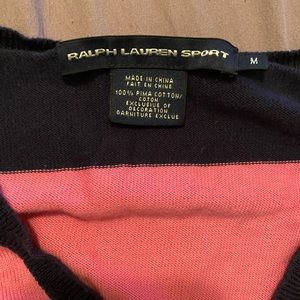 RALPH LAUREN SPORT
M
MADE IN CHINA
FAIT EN CHINE
100% PIMA COTTON/
COTON
EXCLUSIVE OF
DECORATION
GARNITURE EXCLUE